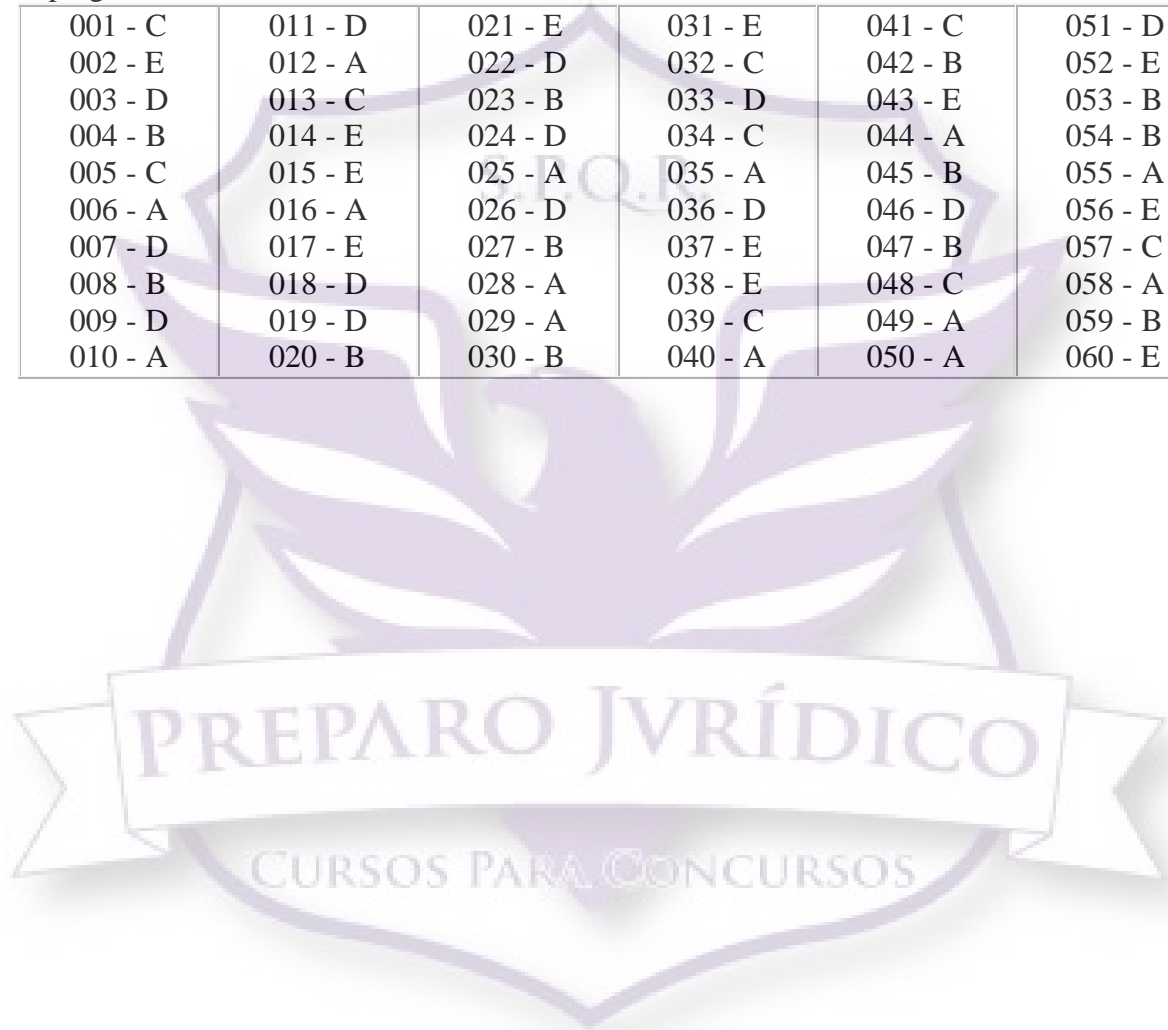 001 - C 011 - D 021 - E 031 - E 041 - C 051 - D
002 - E 012 - A 022 - D 032 - C 042 - B 052 - E
003 - D 013 - C 023 - B 033 - D 043 - E 053 - B
004 - B 014 - E 024 - D 034 - C 044 - A 054 - B
005 - C 015 - E 025 - A 035 - A 045 - B 055 - A
006 - A 016 - A 026 - D 036 - D 046 - D 056 - E
007 - D 017 - E 027 - B 037 - E 047 - B 057 - C
008 - B 018 - D 028 - A 038 - E 048 - C 058 - A
009 - D 019 - D 029 - A 039 - C 049 - A 059 - B
010 - A 020 - B 030 - B 040 - A 050 - A 060 - E
S.P.Q.R.
PREPARO JVRÍDICO
CURSOS PARA CONCURSOS